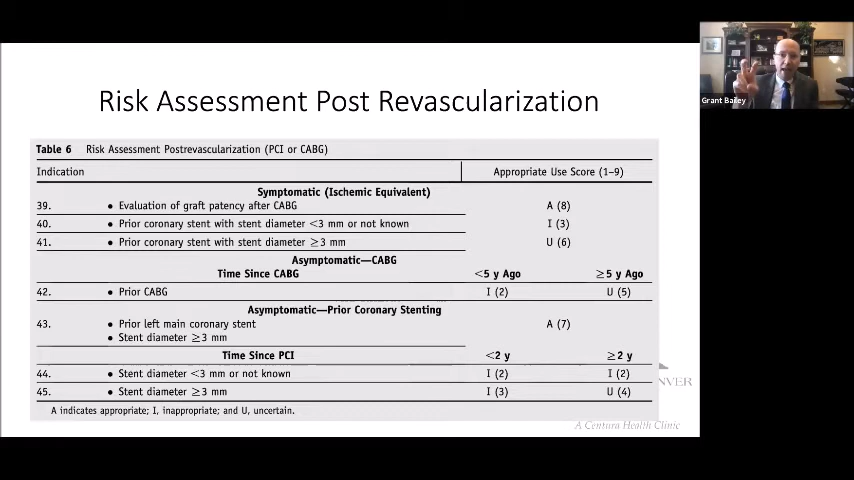 Grant Bailey
Risk Assessment Post Revascularization
Table 6 Risk Assessment Postrevascularization (PCI or CABG)
Indication Appropriate Use Score (1–9)
Symptomatic (Ischemic Equivalent)
39. • Evaluation of graft patency after CABG A (8)
40. • Prior coronary stent with stent diameter <3 mm or not known I (3)
41. • Prior coronary stent with stent diameter ≥3 mm U (6)
Asymptomatic—CABG
Time Since CABG <5 y Ago ≥5 y Ago
42. • Prior CABG I (2) U (5)
Asymptomatic—Prior Coronary Stenting
43. • Prior left main coronary stent A (7)
• Stent diameter ≥3 mm
Time Since PCI <2 y ≥2 y
44. • Stent diameter <3 mm or not known I (2) I (2)
45. • Stent diameter ≥3 mm I (3) U (4)
A indicates appropriate; I, inappropriate; and U, uncertain.
NVER
A Centura Health Clinic